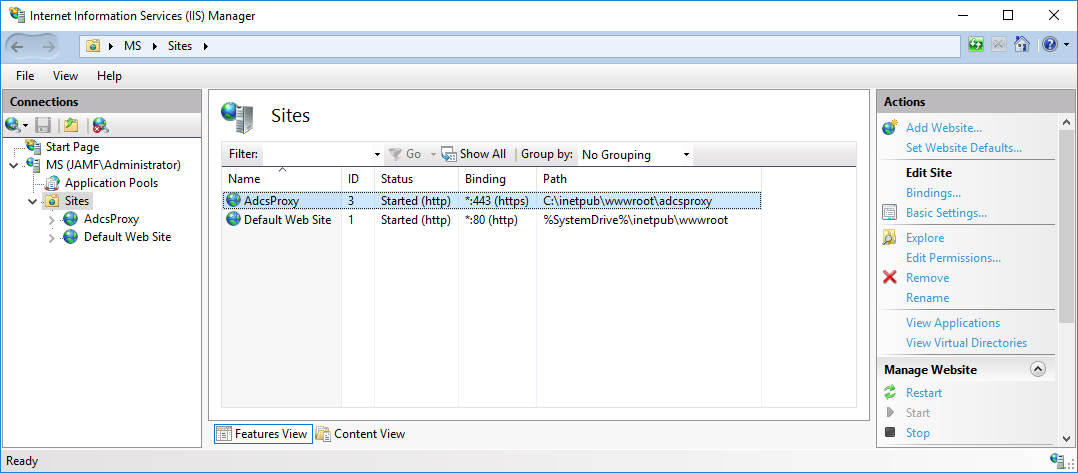 Internet Information Services (IIS) Manager
MS Sites
File View Help
Connections
Start Page
MS (JAMF\Administrator)
Application Pools
Sites
AdcsProxy
Default Web Site
Sites
Filter: Go Show All Group by: No Grouping
Name ID Status Binding Path
AdcsProxy 3 Started (http) *:443 (https) C:\inetpub\wwwroot\adcsproxy
Default Web Site 1 Started (http) *:80 (http) %SystemDrive%\inetpub\wwwroot
Features View Content View
Actions
Add Website...
Set Website Defaults...
Edit Site
Bindings...
Basic Settings...
Explore
Edit Permissions...
Remove
Rename
View Applications
View Virtual Directories
Manage Website
Restart
Start
Stop
Ready